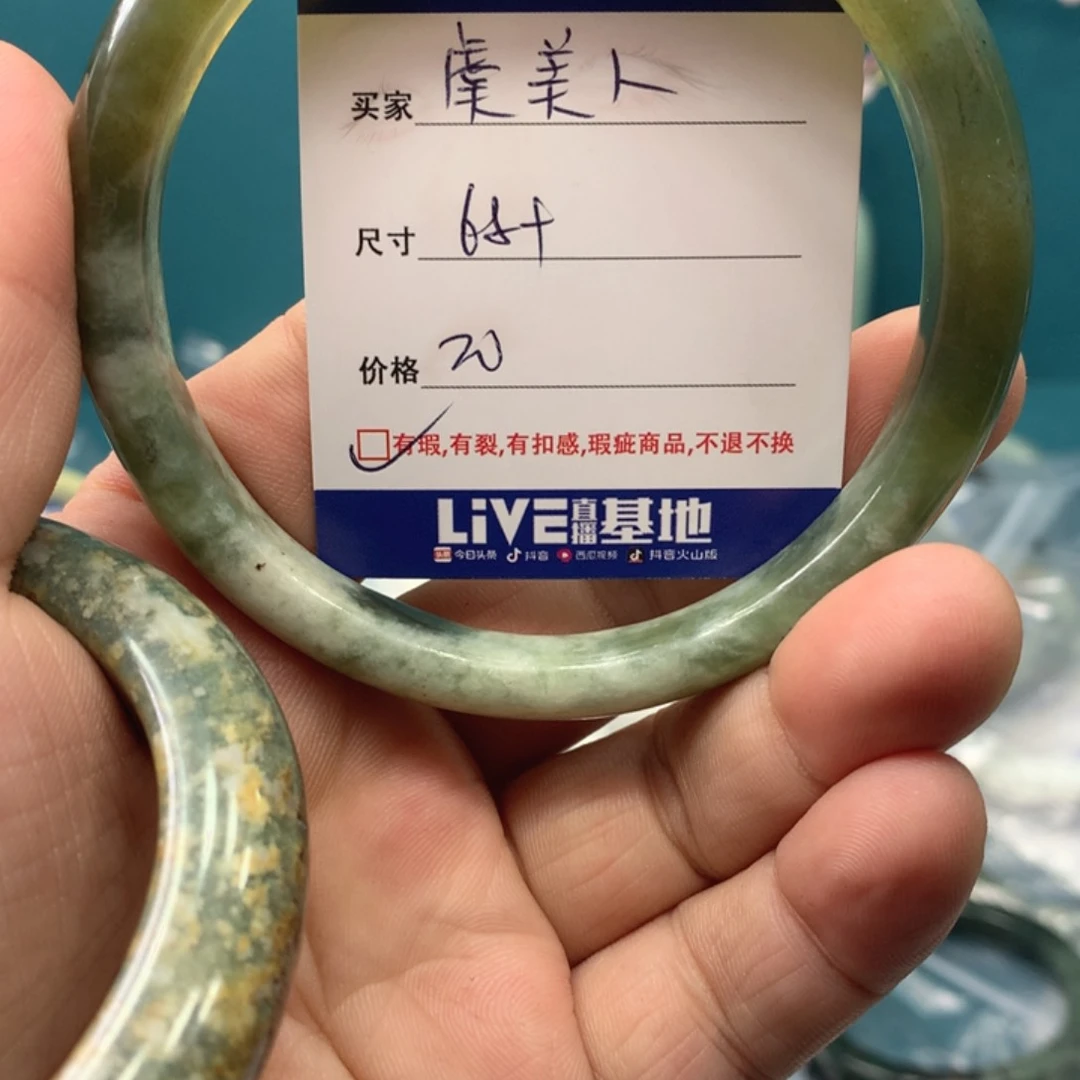 买家 虞美人
尺寸
价格 20
有瑕,有裂,有扣感,瑕疵商品,不退不换
LiVE直播基地
头条 今日头条 抖音 西瓜视频 抖音火山版